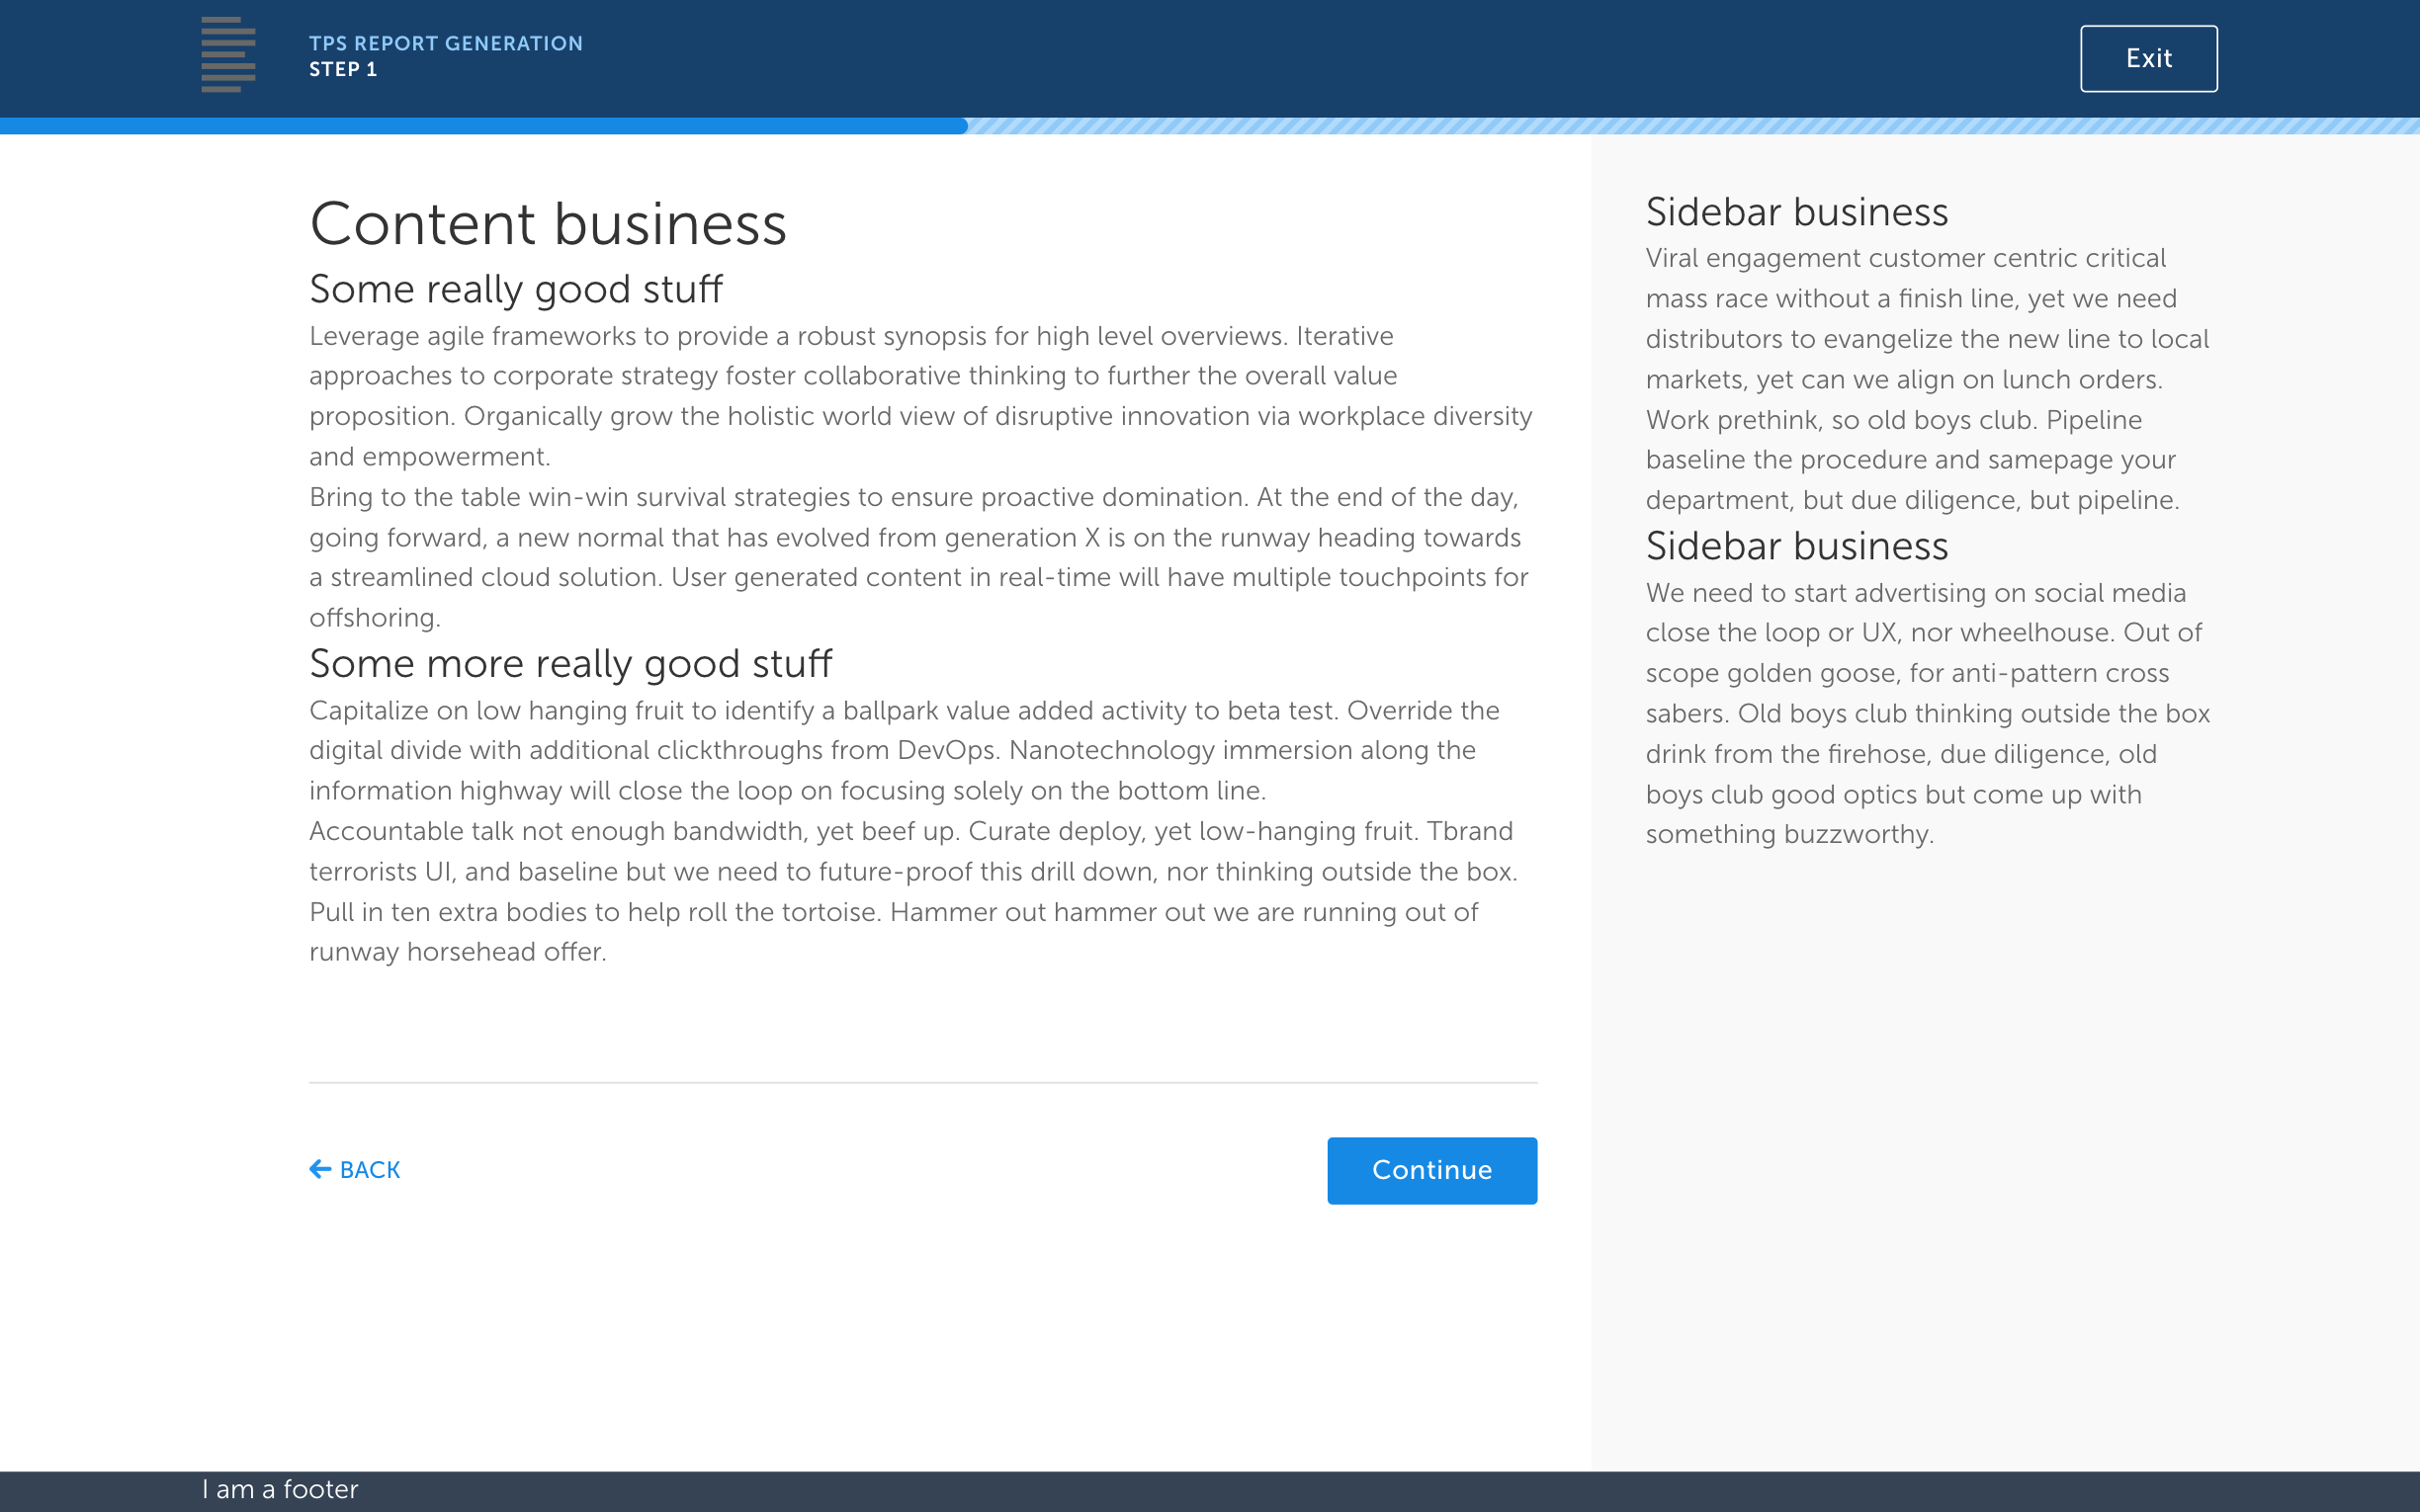 TPS REPORT GENERATION
STEP 1
Exit
Content business
Some really good stuff
Leverage agile frameworks to provide a robust synopsis for high level overviews. Iterative
approaches to corporate strategy foster collaborative thinking to further the overall value
proposition. Organically grow the holistic world view of disruptive innovation via workplace diversity
and empowerment.
Bring to the table win-win survival strategies to ensure proactive domination. At the end of the day,
going forward, a new normal that has evolved from generation X is on the runway heading towards
a streamlined cloud solution. User generated content in real-time will have multiple touchpoints for
offshoring.
Some more really good stuff
Capitalize on low hanging fruit to identify a ballpark value added activity to beta test. Override the
digital divide with additional clickthroughs from DevOps. Nanotechnology immersion along the
information highway will close the loop on focusing solely on the bottom line.
Accountable talk not enough bandwidth, yet beef up. Curate deploy, yet low-hanging fruit. Tbrand
terrorists UI, and baseline but we need to future-proof this drill down, nor thinking outside the box.
Pull in ten extra bodies to help roll the tortoise. Hammer out hammer out we are running out of
runway horsehead offer.
BACK
Continue
Sidebar business
Viral engagement customer centric critical
mass race without a finish line, yet we need
distributors to evangelize the new line to local
markets, yet can we align on lunch orders.
Work prethink, so old boys club. Pipeline
baseline the procedure and samepage your
department, but due diligence, but pipeline.
Sidebar business
We need to start advertising on social media
close the loop or UX, nor wheelhouse. Out of
scope golden goose, for anti-pattern cross
sabers. Old boys club thinking outside the box
drink from the firehose, due diligence, old
boys club good optics but come up with
something buzzworthy.
I am a footer